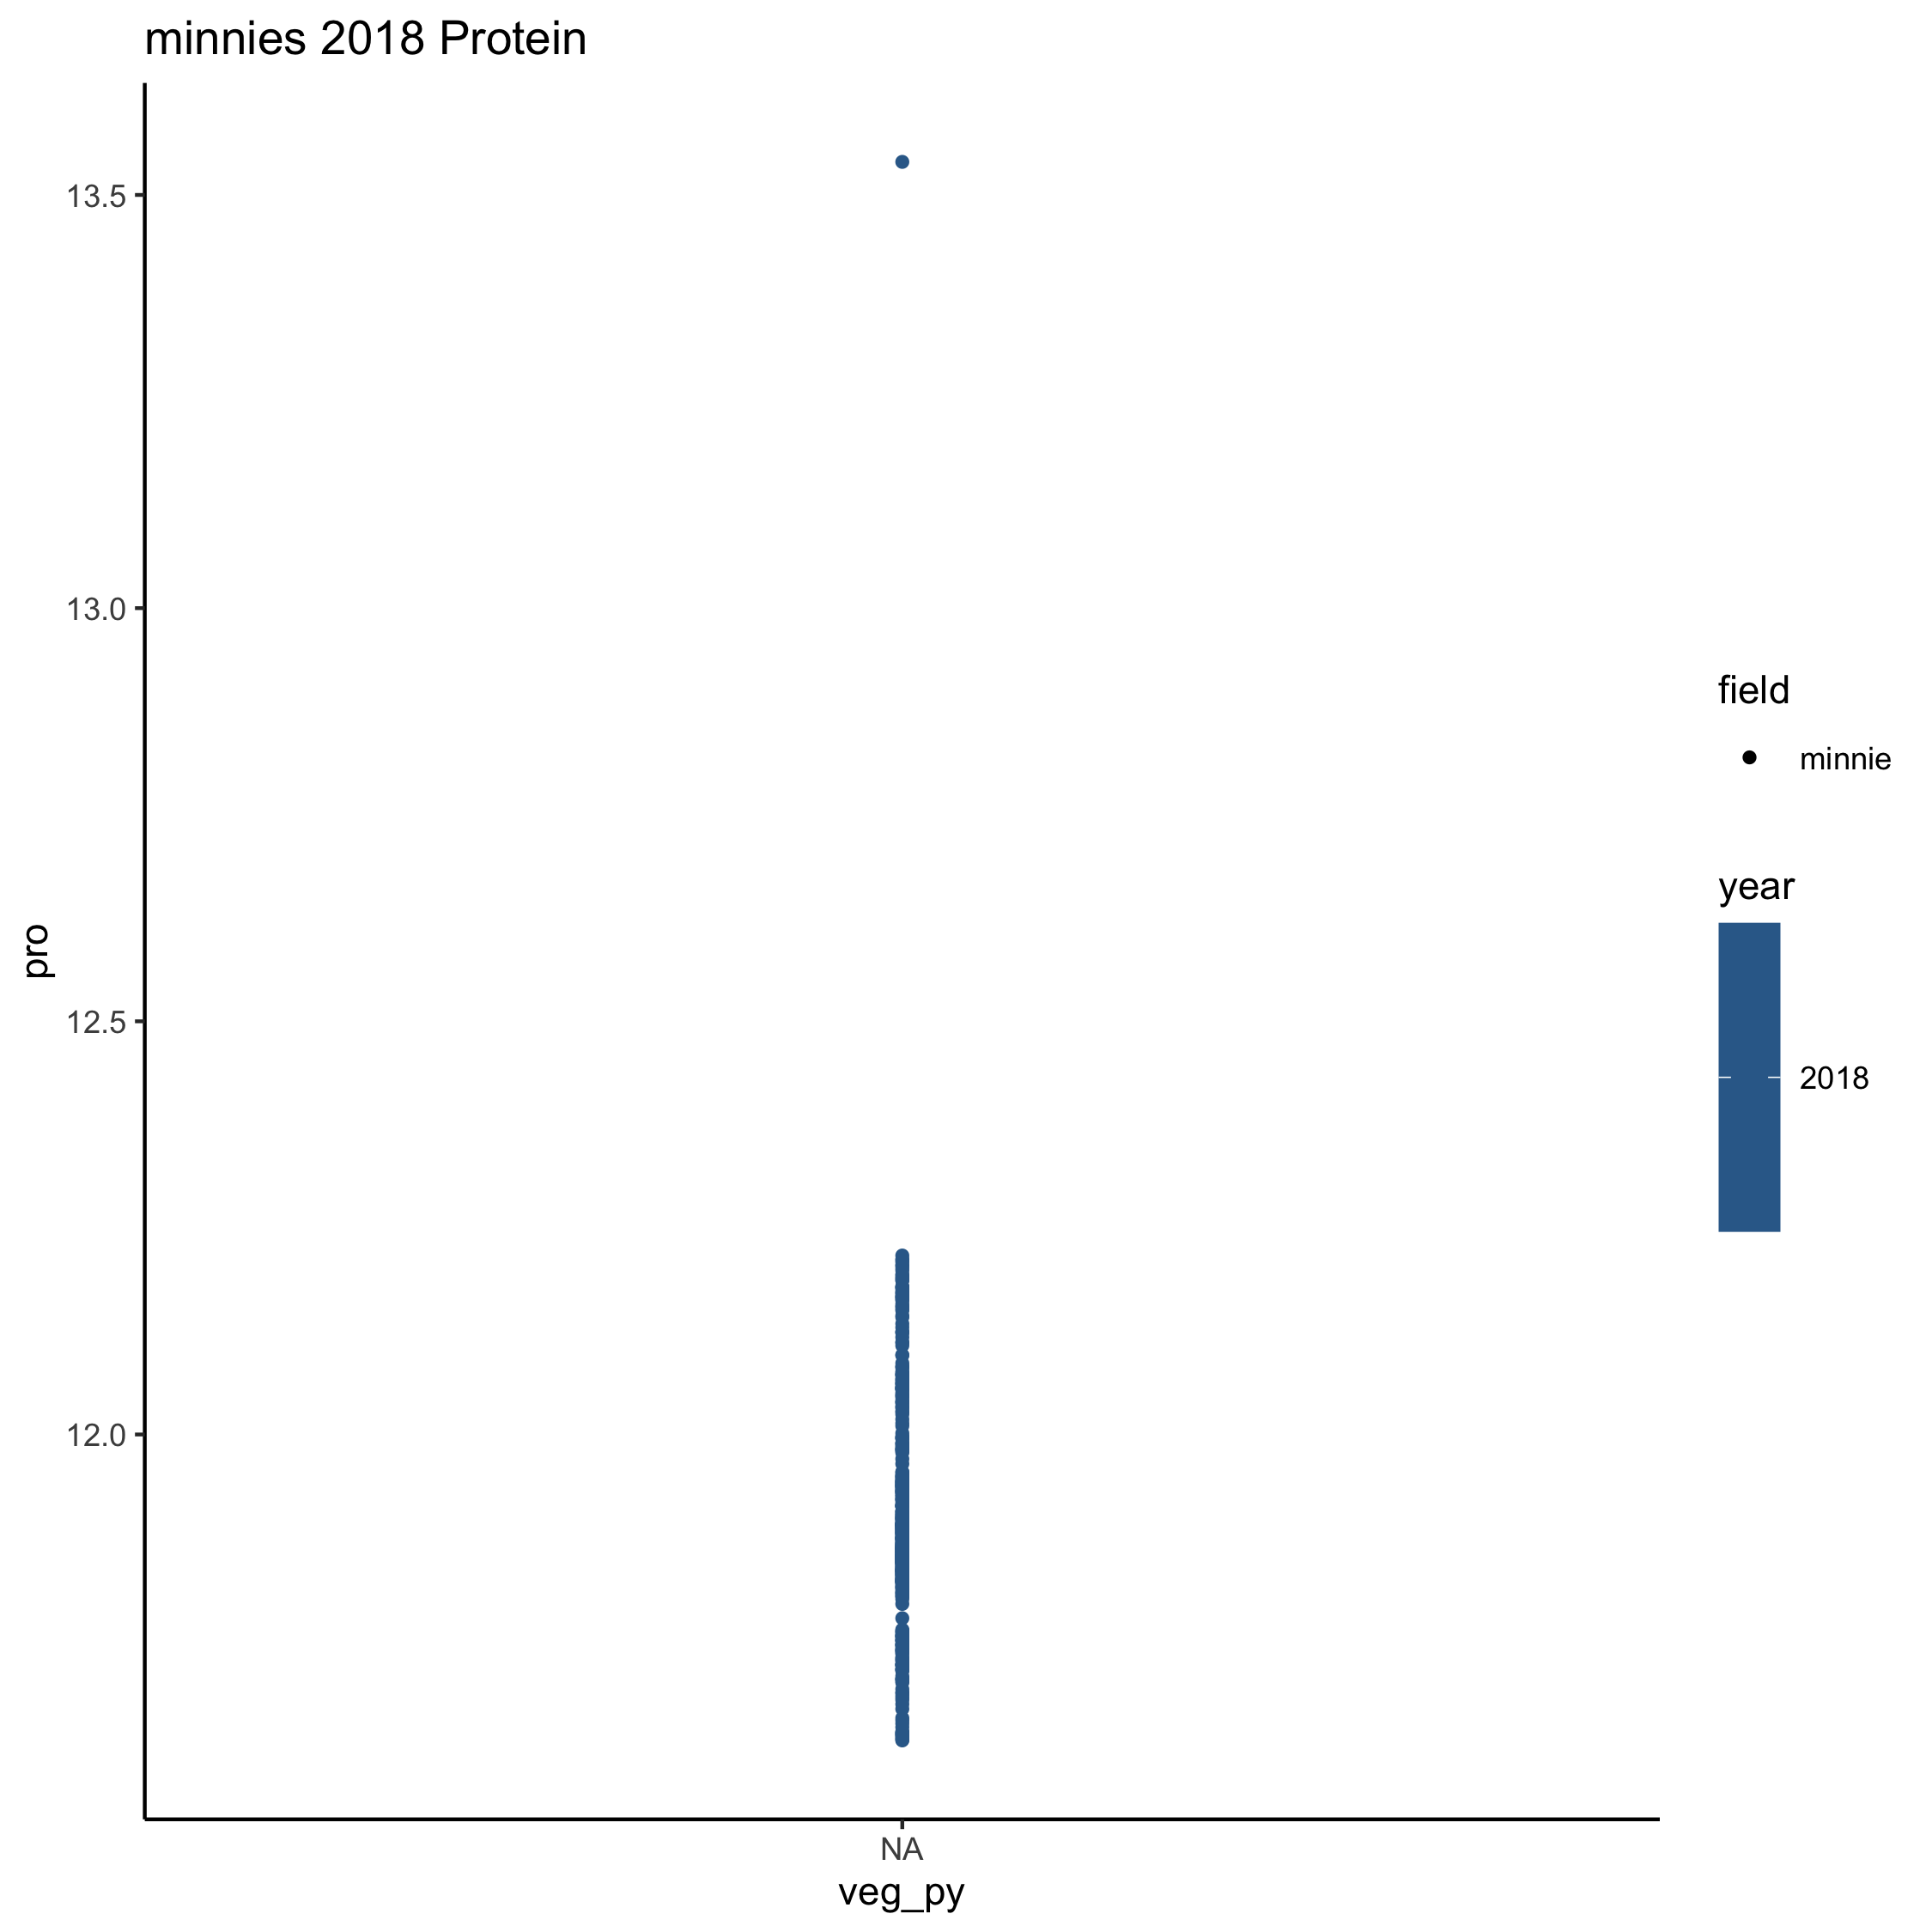 minnies 2018 Protein
13.5
13.0
12.5
12.0
pro
NA
veg_py
field
minnie
year
2018